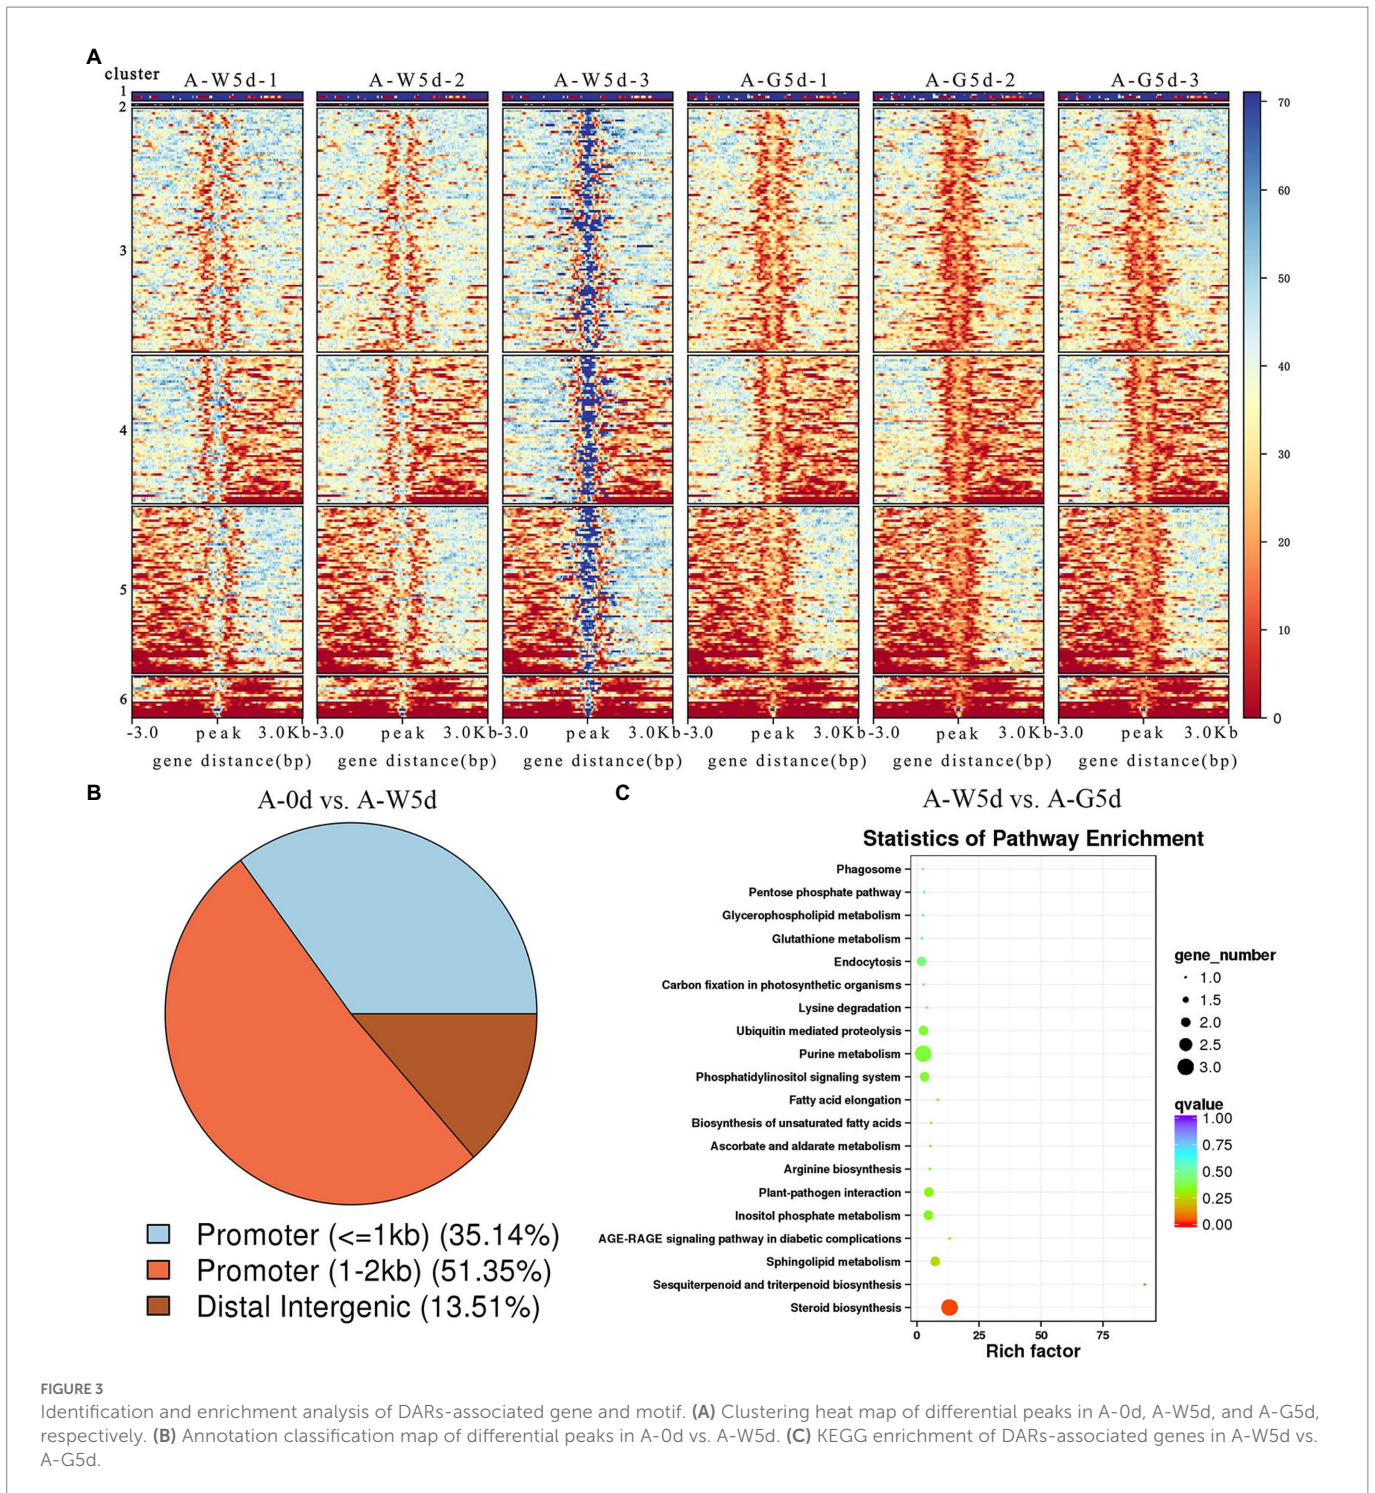 A
cluster
A-W5d-1 A-W5d-2 A-W5d-3 A-G5d-1 A-G5d-2 A-G5d-3
1
2
3
4
5
6
70
60
50
40
30
20
10
0
-3.0 peak 3.0Kb -3.0 peak 3.0Kb -3.0 peak 3.0Kb -3.0 peak 3.0Kb -3.0 peak 3.0Kb -3.0 peak 3.0Kb
gene distance(bp) gene distance(bp) gene distance(bp) gene distance(bp) gene distance(bp) gene distance(bp)
B
A-0d vs. A-W5d
Promoter (<=1kb) (35.14%)
Promoter (1-2kb) (51.35%)
Distal Intergenic (13.51%)
C
A-W5d vs. A-G5d
Statistics of Pathway Enrichment
Phagosome
Pentose phosphate pathway
Glycerophospholipid metabolism
Glutathione metabolism
Endocytosis
Carbon fixation in photosynthetic organisms
Lysine degradation
Ubiquitin mediated proteolysis
Purine metabolism
Phosphatidylinositol signaling system
Fatty acid elongation
Biosynthesis of unsaturated fatty acids
Ascorbate and aldarate metabolism
Arginine biosynthesis
Plant-pathogen interaction
Inositol phosphate metabolism
AGE-RAGE signaling pathway in diabetic complications
Sphingolipid metabolism
Sesquiterpenoid and triterpenoid biosynthesis
Steroid biosynthesis
0 25 50 75
Rich factor
gene_number
1.0
1.5
2.0
2.5
3.0
qvalue
1.00
0.75
0.50
0.25
0.00
FIGURE 3
Identification and enrichment analysis of DARs-associated gene and motif. (A) Clustering heat map of differential peaks in A-0d, A-W5d, and A-G5d,
respectively. (B) Annotation classification map of differential peaks in A-0d vs. A-W5d. (C) KEGG enrichment of DARs-associated genes in A-W5d vs.
A-G5d.